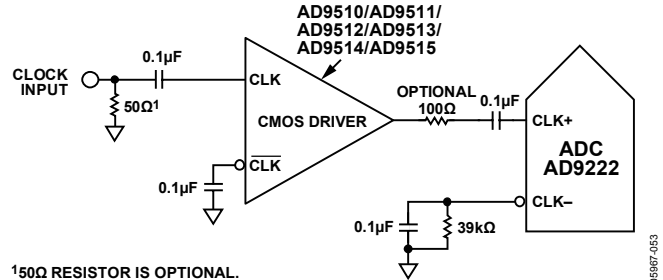 AD9510/AD9511/
AD9512/AD9513/
AD9514/AD9515
CLOCK
INPUT
0.1µF
50Ω¹
CLK
CMOS DRIVER
CLK
0.1µF
OPTIONAL
100Ω
0.1µF
CLK+
ADC
AD9222
CLK–
0.1µF
39kΩ
¹50Ω RESISTOR IS OPTIONAL.
05967-053